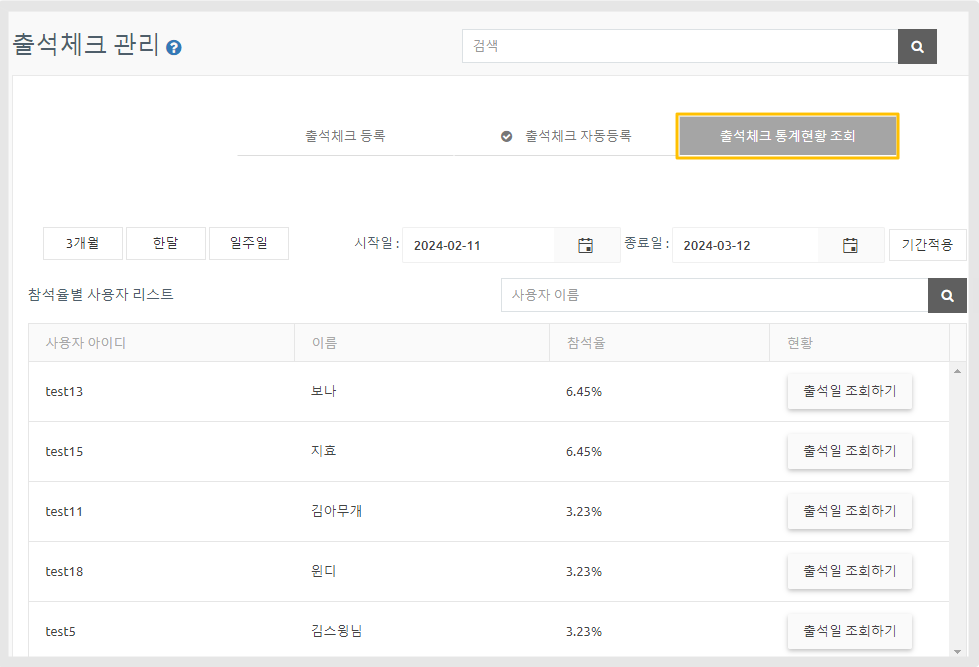 출석체크 관리
검색
출석체크 등록
출석체크 자동등록
출석체크 통계현황 조회
3개월
한달
일주일
시작일 :
2024-02-11
종료일 :
2024-03-12
기간적용
참석율별 사용자 리스트
사용자 이름
사용자 아이디 이름 참석율 현황
test13 보나 6.45% 출석일 조회하기
test15 지효 6.45% 출석일 조회하기
test11 김아무개 3.23% 출석일 조회하기
test18 윈디 3.23% 출석일 조회하기
test5 김스윙님 3.23% 출석일 조회하기